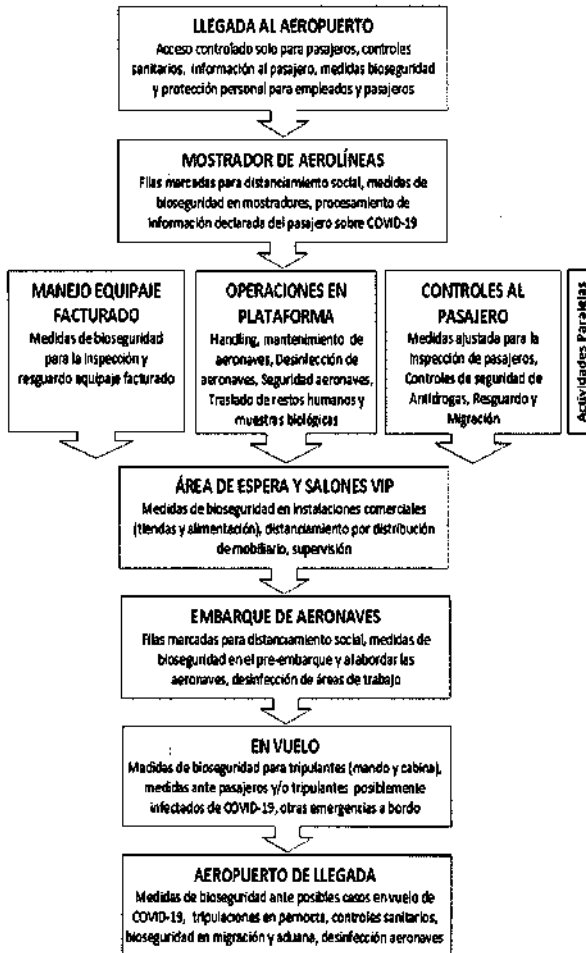 LLEGADA AL AEROPUERTO
Acceso controlado solo para pasajeros, controles
sanitarios, información al pasajero, medidas bioseguridad
y protección personal para empleados y pasajeros
MOSTRADOR DE AEROLÍNEAS
Filas marcadas para distanciamiento social, medidas de
bioseguridad en mostradores, procesamiento de
información declarada del pasajero sobre COVID-19
MANEJO EQUIPAJE
FACTURADO
Medidas de bioseguridad
para la Inspección y
resguardo equipaje facturado
OPERACIONES EN
PLATAFORMA
Handling, mantenimiento de
aeronaves, Desinfección de
aeronaves, Seguridad aeronaves,
Traslado de restos humanos y
muestras biológicas
CONTROLES AL
PASAJERO
Medidas ajustada para la
Inspección de pasajeros,
Controles de seguridad de
Antidrogas, Resguardo y
Migración
Actividades Paralelas
ÁREA DE ESPERA Y SALONES VIP
Medidas de bioseguridad en instalaciones comerciales
(tiendas y alimentación), distanciamiento por distribución
de mobiliario, supervisión
EMBARQUE DE AERONAVES
Filas marcadas para distanciamiento social, medidas de
bioseguridad en el pre-embarque y al abordar las
aeronaves, desinfección de áreas de trabajo
EN VUELO
Medidas de bioseguridad para tripulantes (mando y cabina),
medidas ante pasajeros y/o tripulantes posiblemente
infectados de COVID-19, otras emergencias a bordo
AEROPUERTO DE LLEGADA
Medidas de bioseguridad ante posibles casos en vuelo de
COVID-19, tripulaciones en pernocta, controles sanitarios,
bioseguridad en migración y aduana, desinfección aeronaves